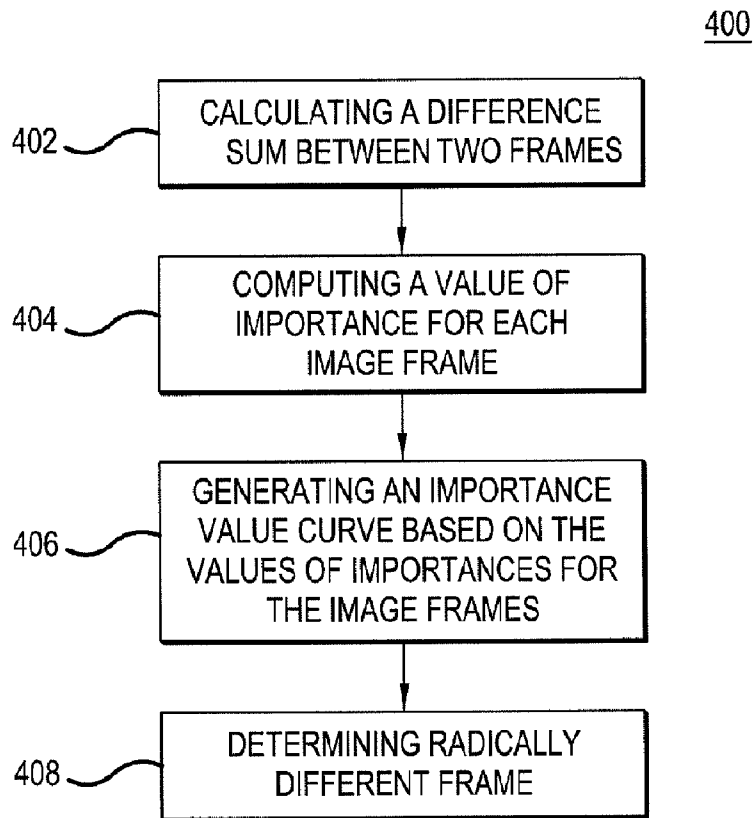 400
402
CALCULATING A DIFFERENCE
SUM BETWEEN TWO FRAMES
404
COMPUTING A VALUE OF
IMPORTANCE FOR EACH
IMAGE FRAME
406
GENERATING AN IMPORTANCE
VALUE CURVE BASED ON THE
VALUES OF IMPORTANCES FOR
THE IMAGE FRAMES
408
DETERMINING RADICALLY
DIFFERENT FRAME